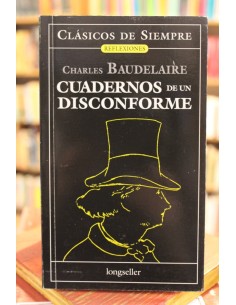 CLÁSICOS DE SIEMPRE
REFLEXIONES
CHARLES BAUDELAIRE
CUADERNOS DE UN
DISCONFORME
longseller